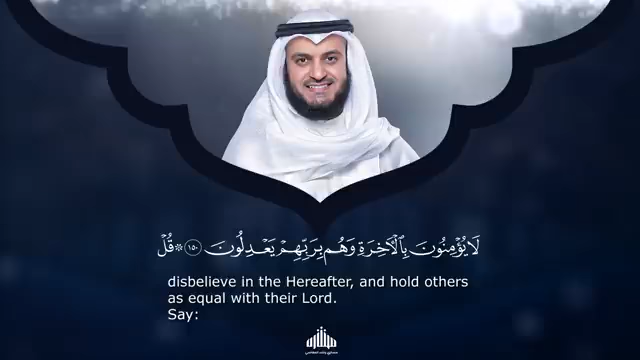 لَا يُؤْمِنُونَ بِالْآخِرَةِ وَهُم بِرَبِّهِمْ يَعْدِلُونَ ١٥٠ ۞ قُلْ
disbelieve in the Hereafter, and hold others
as equal with their Lord.
Say: